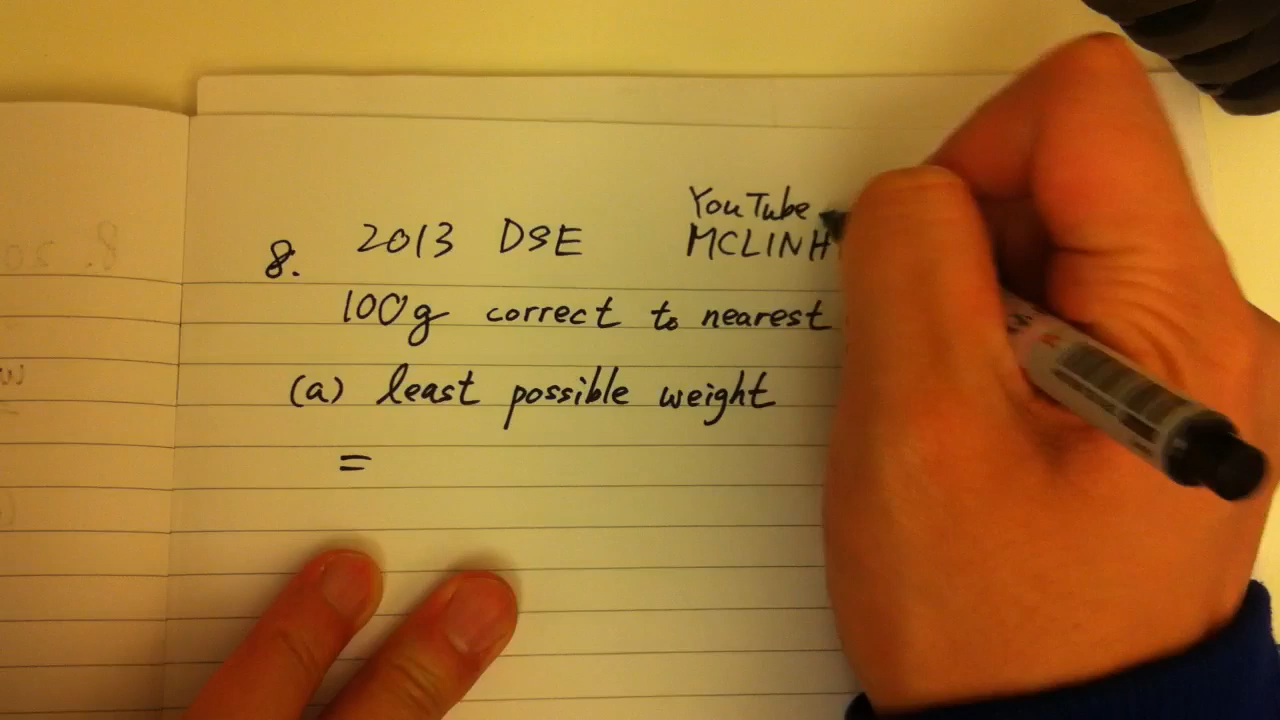 YouTube
8. 2013 DSE MCLINH
100g correct to nearest
(a) least possible weight
=